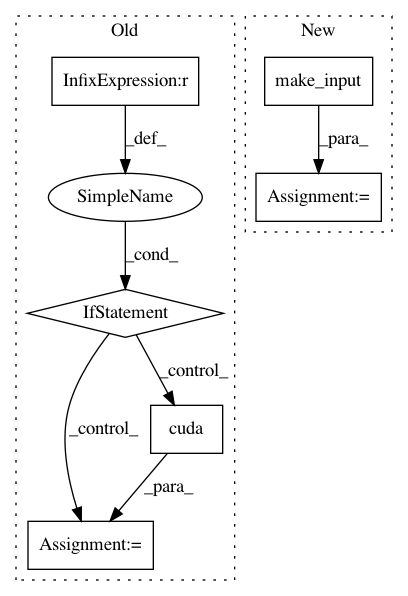 Old
New
InfixExpression:r
make_input
_def_
_para_
SimpleName
Assignment:=
_cond_
IfStatement
_control_
_control_
cuda
_para_
Assignment:=